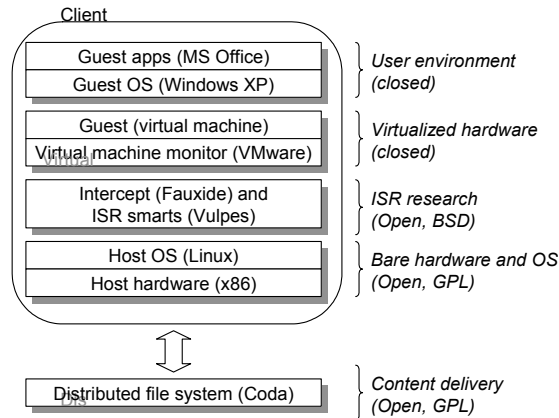 Client
Guest apps (MS Office)
Guest OS (Windows XP)
User environment
(closed)
Guest (virtual machine)
Virtual machine monitor (VMware)
Virtual
Virtualized hardware
(closed)
Intercept (Fauxide) and
ISR smarts (Vulpes)
ISR research
(Open, BSD)
Host OS (Linux)
Host hardware (x86)
Bare hardware and OS
(Open, GPL)
Distributed file system (Coda)
Dis
Content delivery
(Open, GPL)